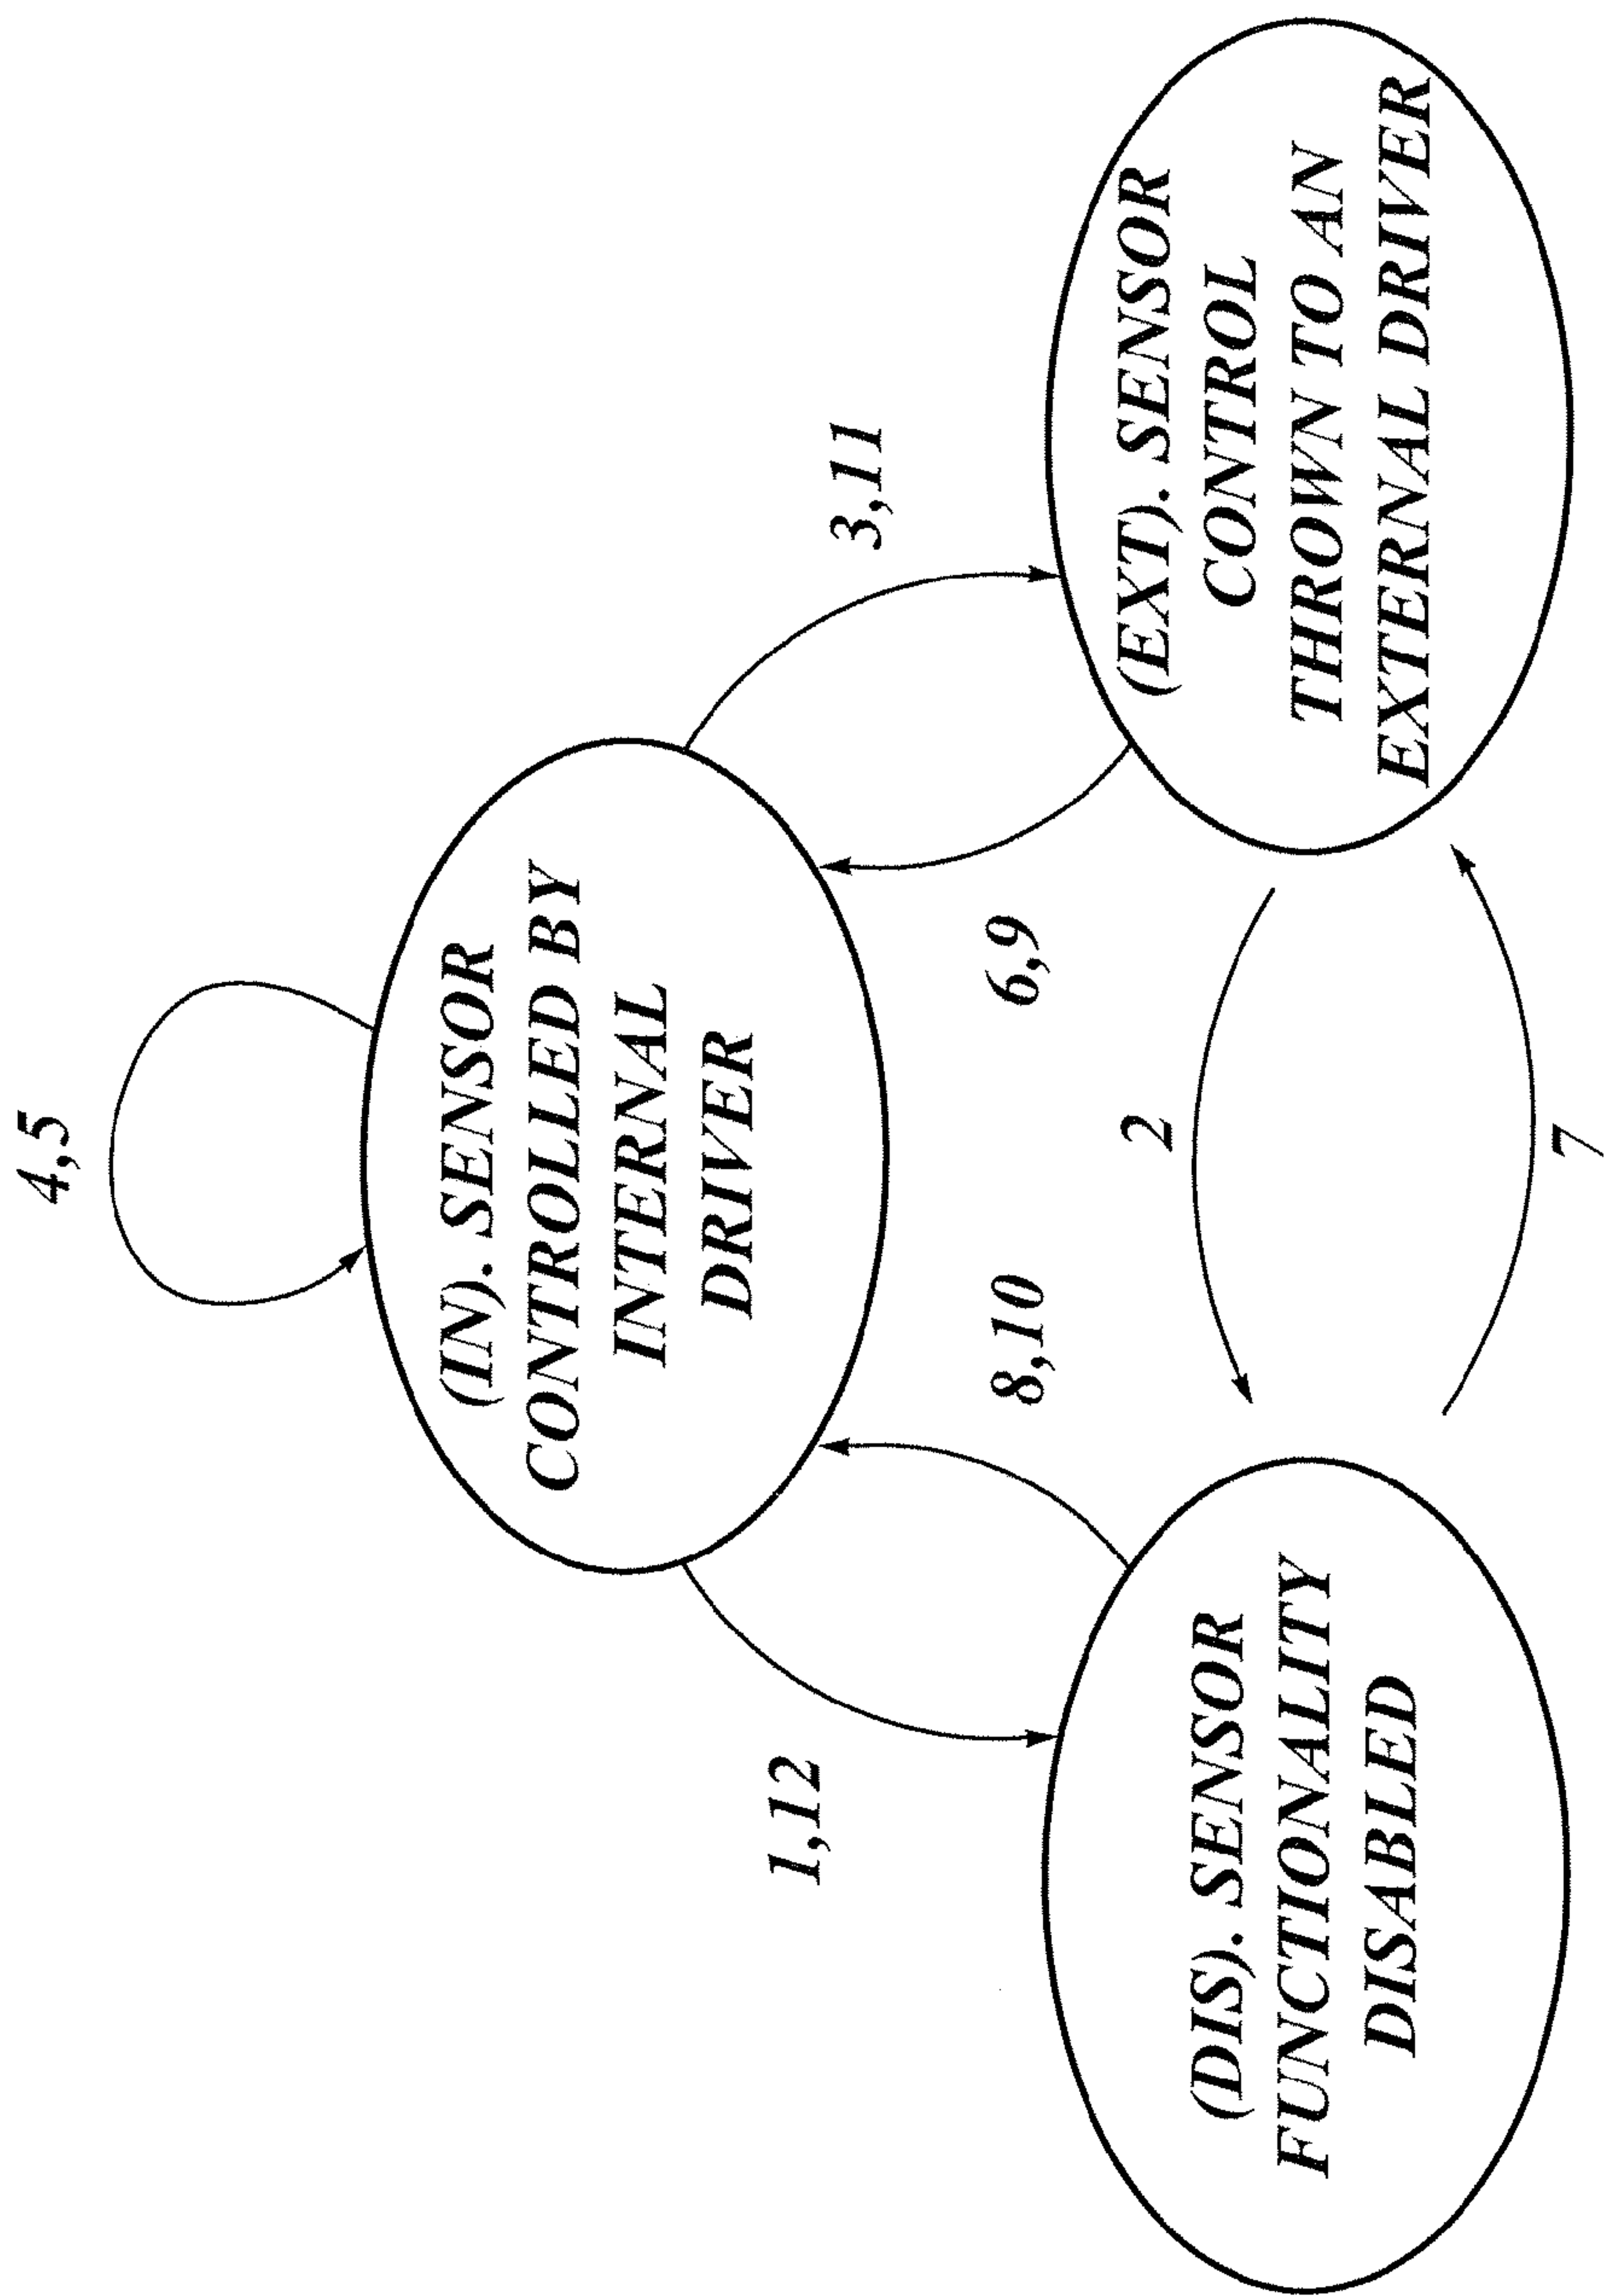 4,5
(IN). SENSOR
CONTROLLED BY
INTERNAL
DRIVER
1,12
8,10
6,9
3,11
2
7
(DIS). SENSOR
FUNCTIONALITY
DISABLED
(EXT). SENSOR
CONTROL
THROWN TO AN
EXTERNAL DRIVER